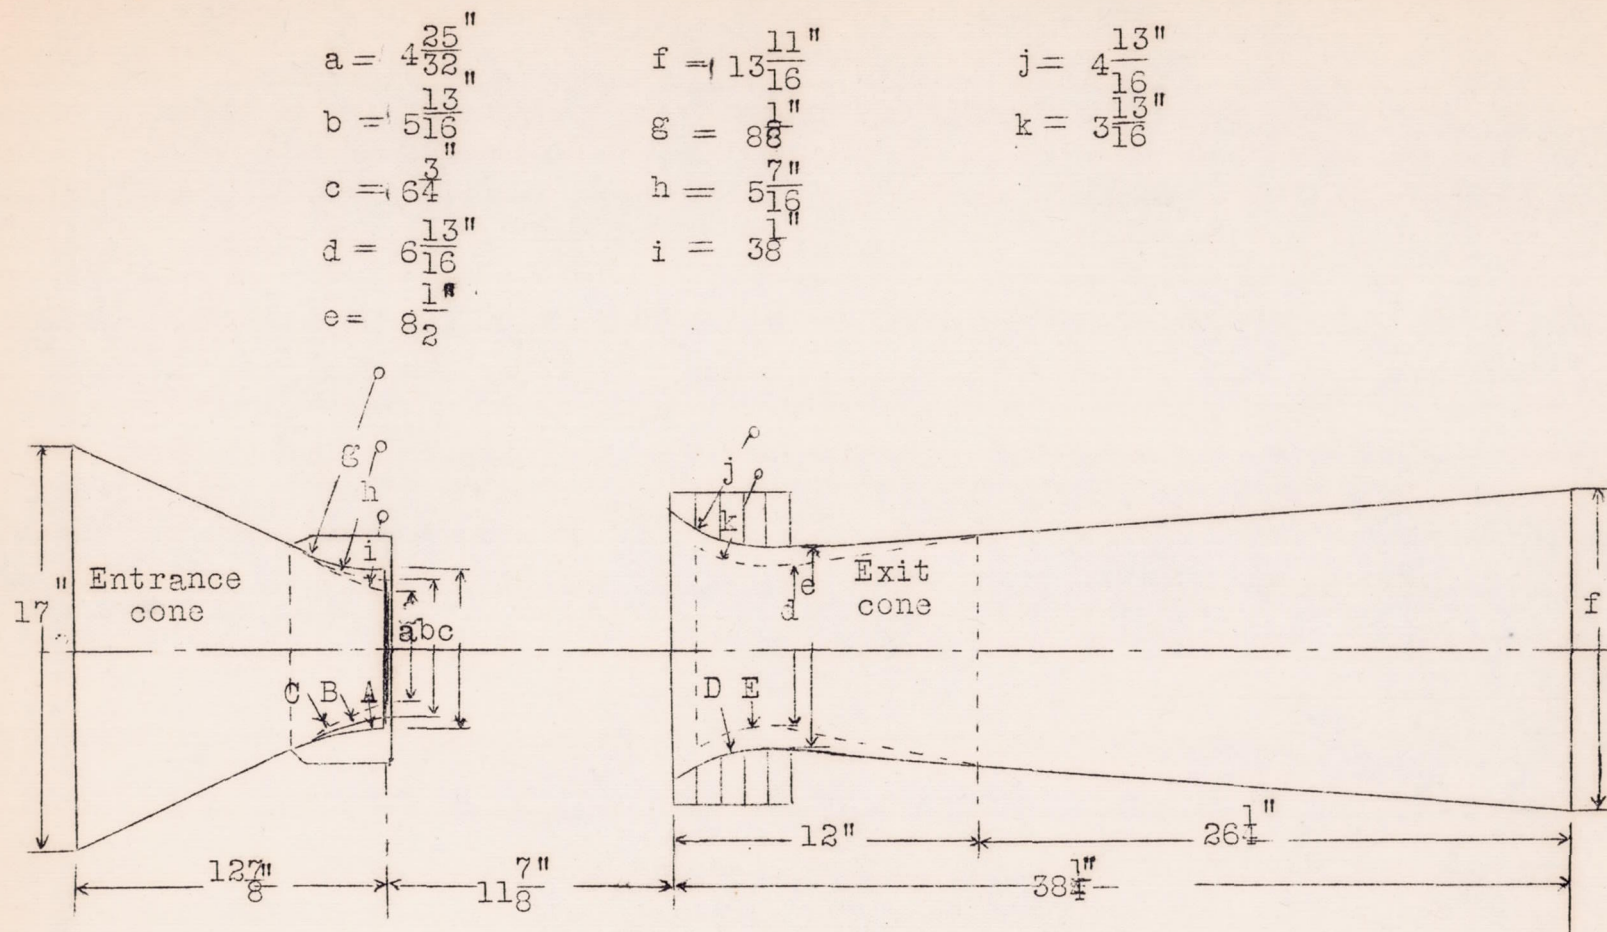 a = 4 25/32"
b = 5 13/16"
c = 6 3/4"
d = 6 13/16"
e = 8 1/2"
f = 13 11/16"
g = 8 1/8"
h = 5 7/16"
i = 38 1/8"
j = 4 13/16"
k = 3 13/16"
g
h
i
j
k
Entrance
cone
17"
a b c
C B A
D E
d
e
Exit
cone
f
12"
26 1/4"
12 7/8"
11 7/8"
38 1/4"